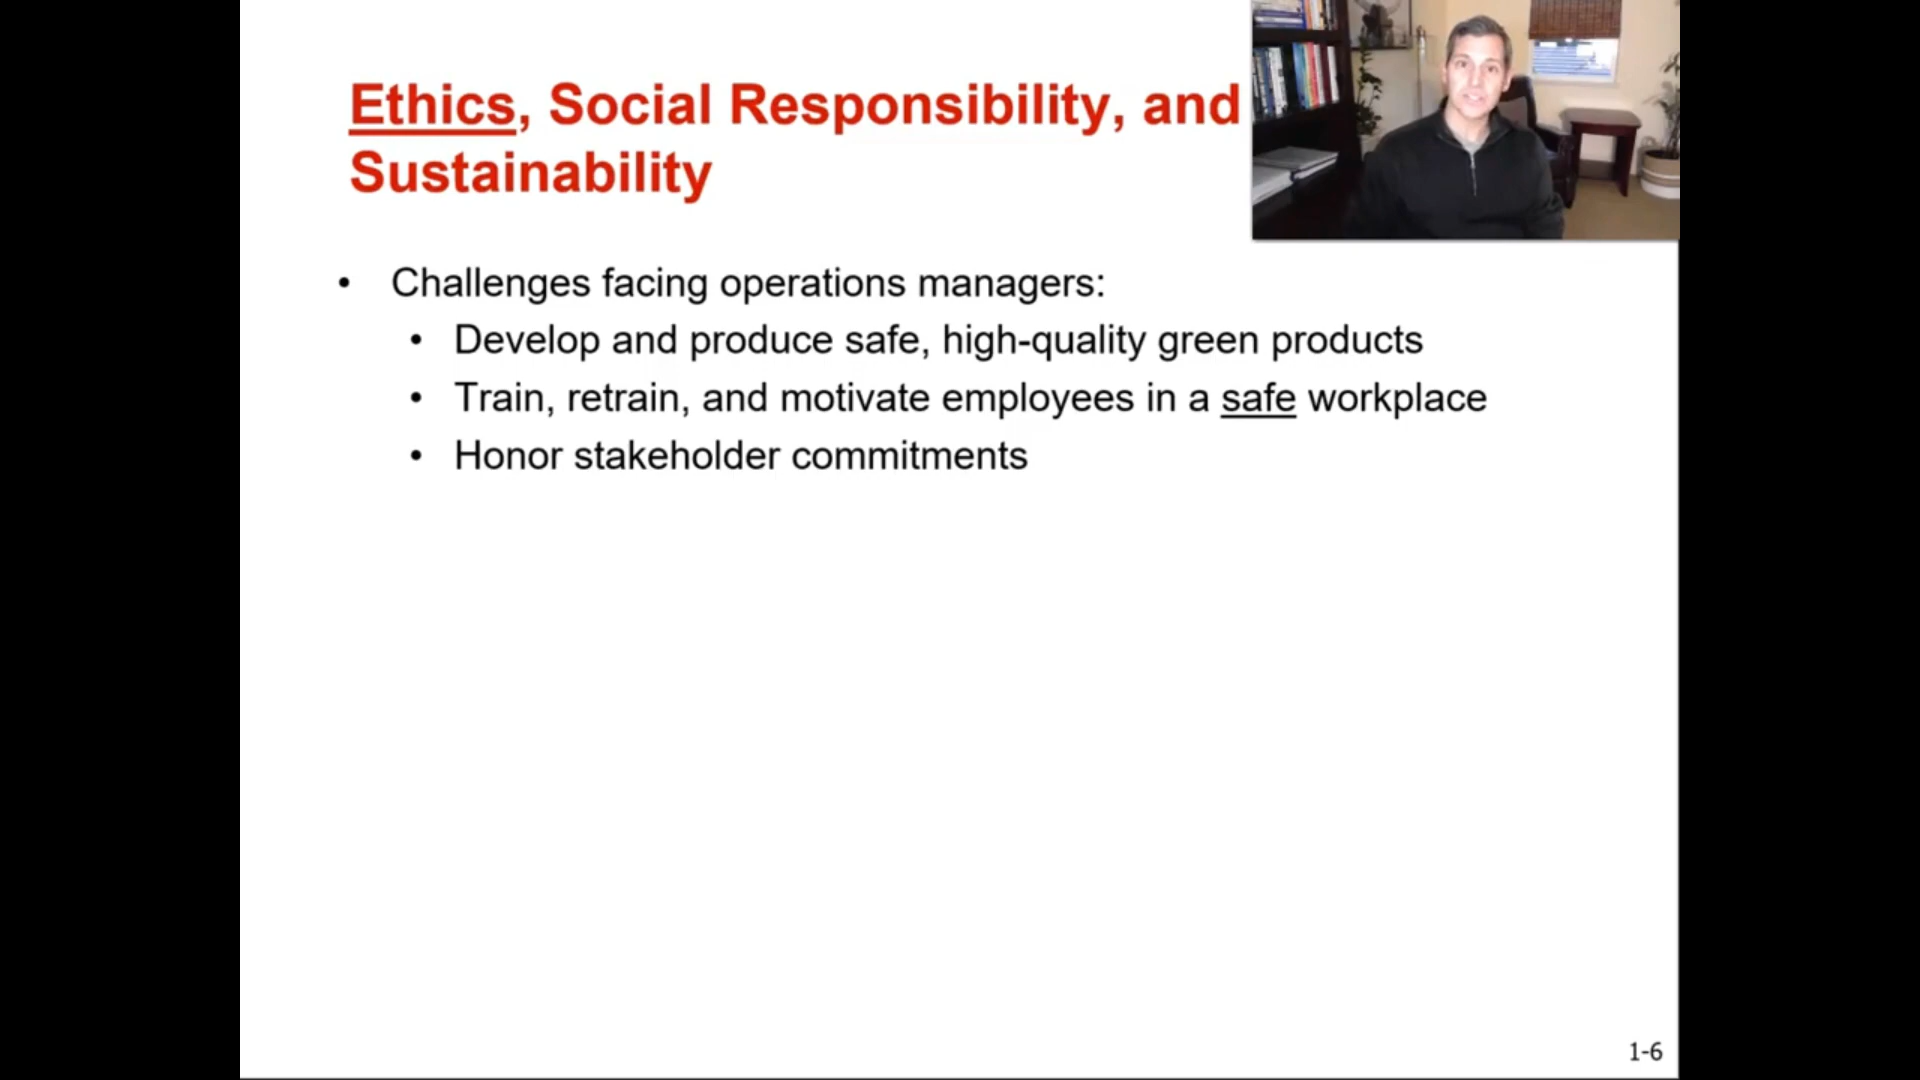 Ethics, Social Responsibility, and
Sustainability
• Challenges facing operations managers:
• Develop and produce safe, high-quality green products
• Train, retrain, and motivate employees in a safe workplace
• Honor stakeholder commitments
1-6